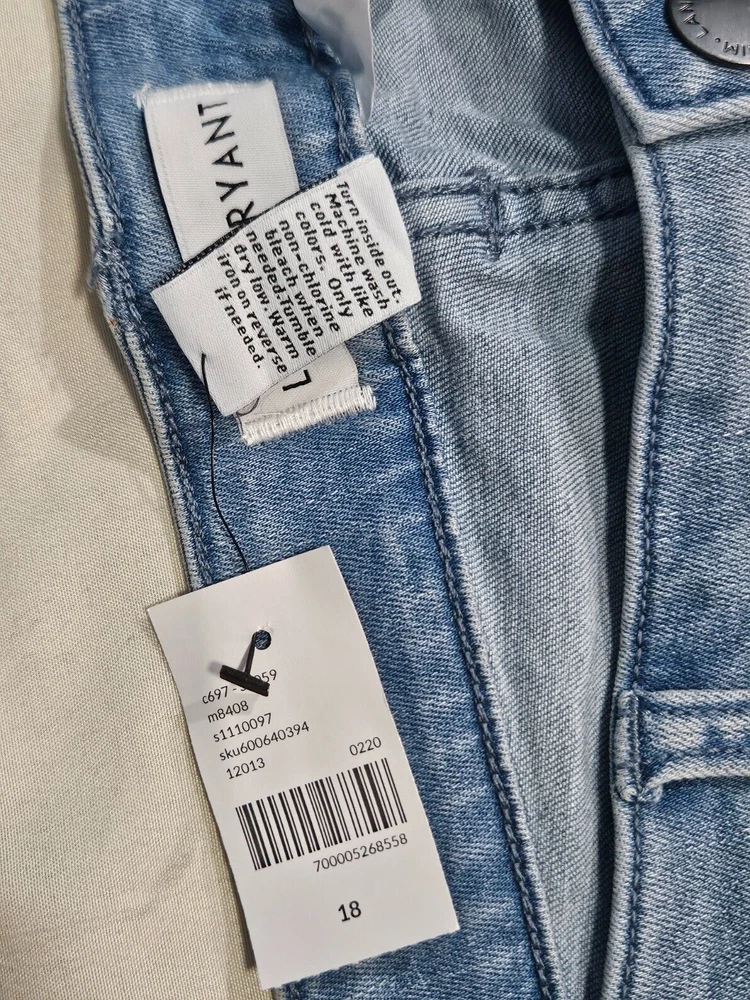 RYANT
L
Turn inside out.
Machine wash
cold with like
colors. Only
non-chlorine
bleach when
needed.Tumble
dry low. Warm
iron on reverse
if needed.
c697
m8408
s1110097
sku600640394
12013
0220
700005268558
18